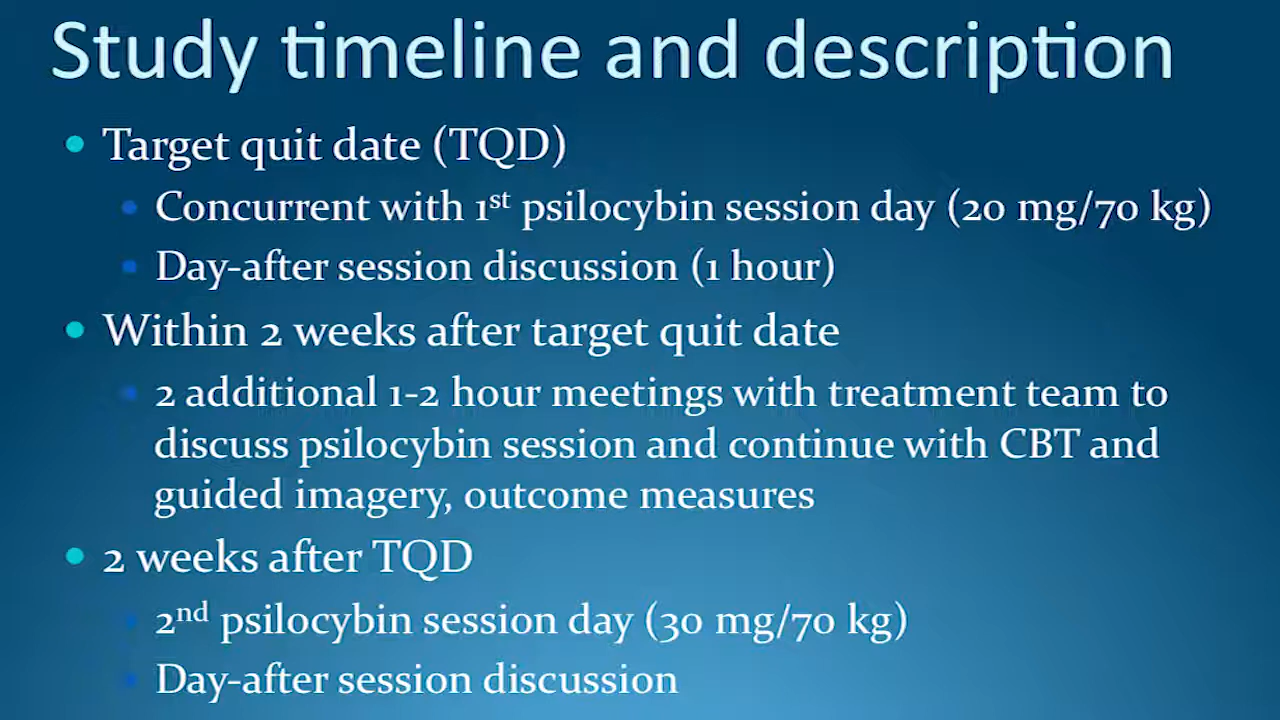 Study timeline and description
• Target quit date (TQD)
• Concurrent with 1st psilocybin session day (20 mg/70 kg)
• Day-after session discussion (1 hour)
• Within 2 weeks after target quit date
• 2 additional 1-2 hour meetings with treatment team to
discuss psilocybin session and continue with CBT and
guided imagery, outcome measures
• 2 weeks after TQD
• 2nd psilocybin session day (30 mg/70 kg)
• Day-after session discussion